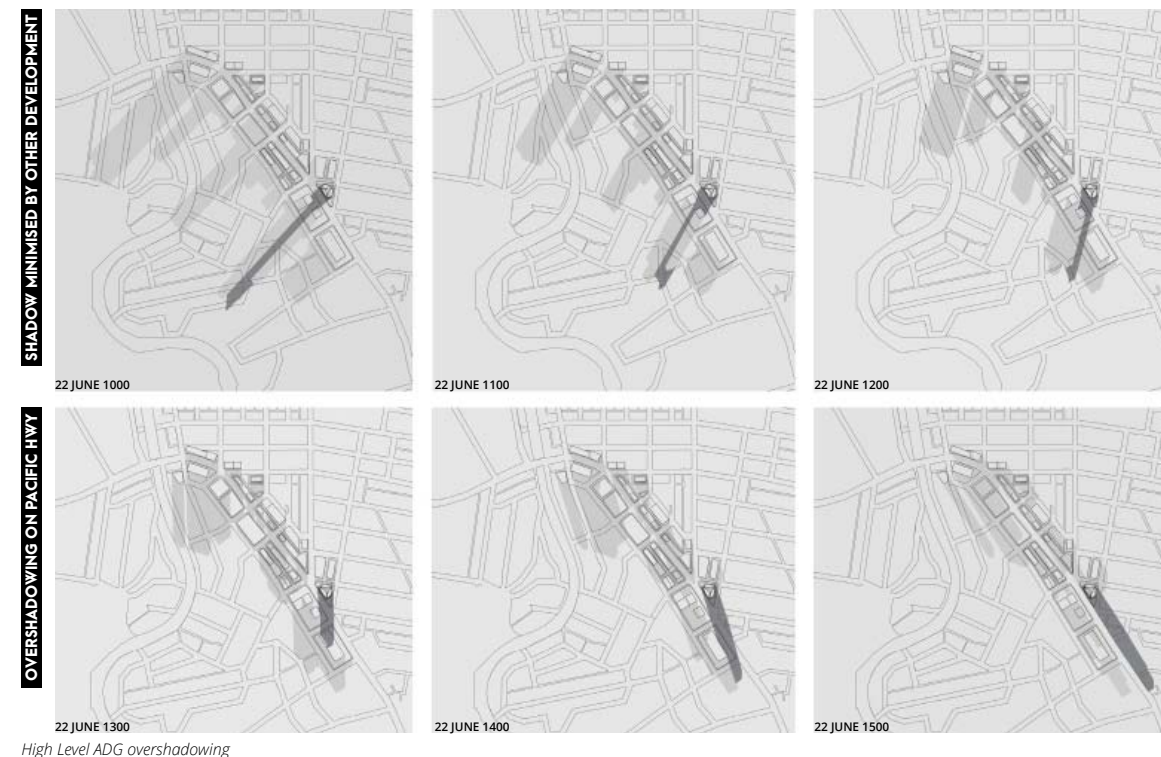 SHADOW MINIMISED BY OTHER DEVELOPMENT
22 JUNE 1000
22 JUNE 1100
22 JUNE 1200
OVERSHADOWING ON PACIFIC HWY
22 JUNE 1300
22 JUNE 1400
22 JUNE 1500
High Level ADG overshadowing